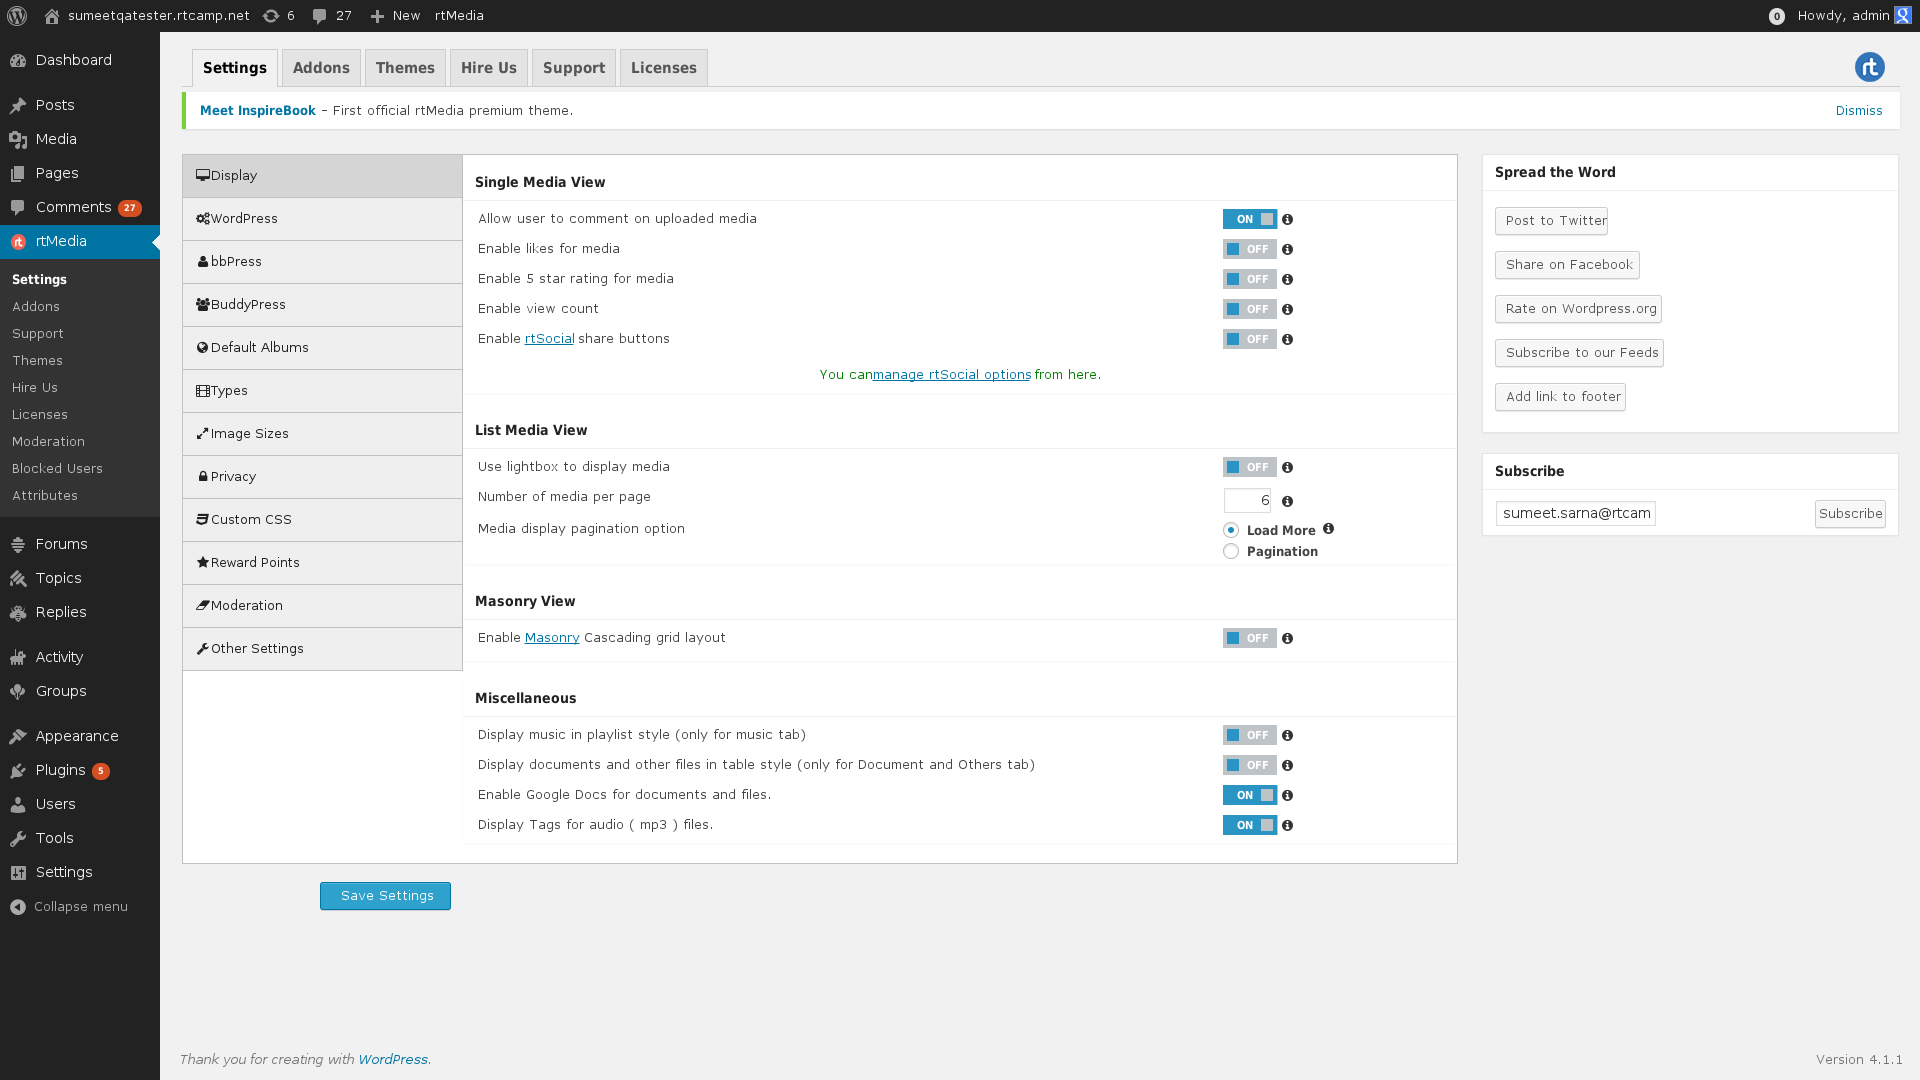 sumeetqatester.rtcamp.net 6 27 New rtMedia 0 Howdy, admin
Dashboard
Posts
Media
Pages
Comments 27
rtMedia
Settings
Addons
Support
Themes
Hire Us
Licenses
Moderation
Blocked Users
Attributes
Forums
Topics
Replies
Activity
Groups
Appearance
Plugins 5
Users
Tools
Settings
Collapse menu
Settings Addons Themes Hire Us Support Licenses rt
Meet InspireBook – First official rtMedia premium theme. Dismiss
Display
WordPress
bbPress
BuddyPress
Default Albums
Types
Image Sizes
Privacy
Custom CSS
Reward Points
Moderation
Other Settings
Single Media View
Allow user to comment on uploaded media ON
Enable likes for media OFF
Enable 5 star rating for media OFF
Enable view count OFF
Enable rtSocial share buttons OFF
You canmanage rtSocial options from here.
List Media View
Use lightbox to display media OFF
Number of media per page 6
Media display pagination option Load More
Pagination
Masonry View
Enable Masonry Cascading grid layout OFF
Miscellaneous
Display music in playlist style (only for music tab) OFF
Display documents and other files in table style (only for Document and Others tab) OFF
Enable Google Docs for documents and files. ON
Display Tags for audio ( mp3 ) files. ON
Save Settings
Spread the Word
Post to Twitter
Share on Facebook
Rate on Wordpress.org
Subscribe to our Feeds
Add link to footer
Subscribe
sumeet.sarna@rtcam Subscribe
Thank you for creating with WordPress. Version 4.1.1